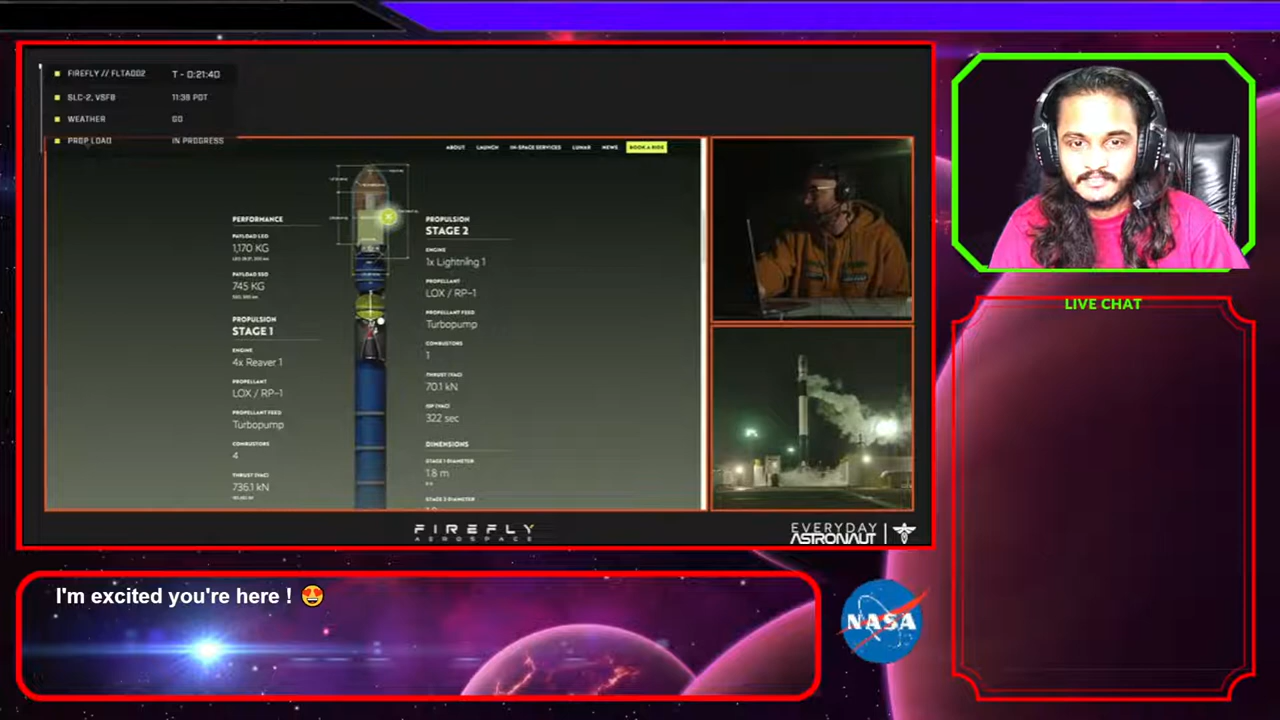 FIREFLY // FLTA002 T - 0:21:40
SLC-2, VSFB 11:38 PDT
WEATHER GO
PROP LOAD IN PROGRESS
ABOUT LAUNCH IN-SPACE SERVICES LUNAR NEWS BOOK A RIDE
PERFORMANCE
PAYLOAD LEO
1,170 KG
PAYLOAD SSO
745 KG
PROPULSION
STAGE 1
ENGINE
4x Reaver 1
PROPELLANT
LOX / RP-1
PROPELLANT FEED
Turbopump
COMBUSTORS
4
THRUST (VAC)
736.1 kN
PROPULSION
STAGE 2
ENGINE
1x Lightning 1
PROPELLANT
LOX / RP-1
PROPELLANT FEED
Turbopump
COMBUSTORS
1
THRUST (VAC)
70.1 kN
ISP (VAC)
322 sec
DIMENSIONS
STAGE 1 DIAMETER
1.8 m
STAGE 2 DIAMETER
FIREFLY
AEROSPACE
EVERYDAY
ASTRONAUT
LIVE CHAT
I'm excited you're here ! 😍
NASA